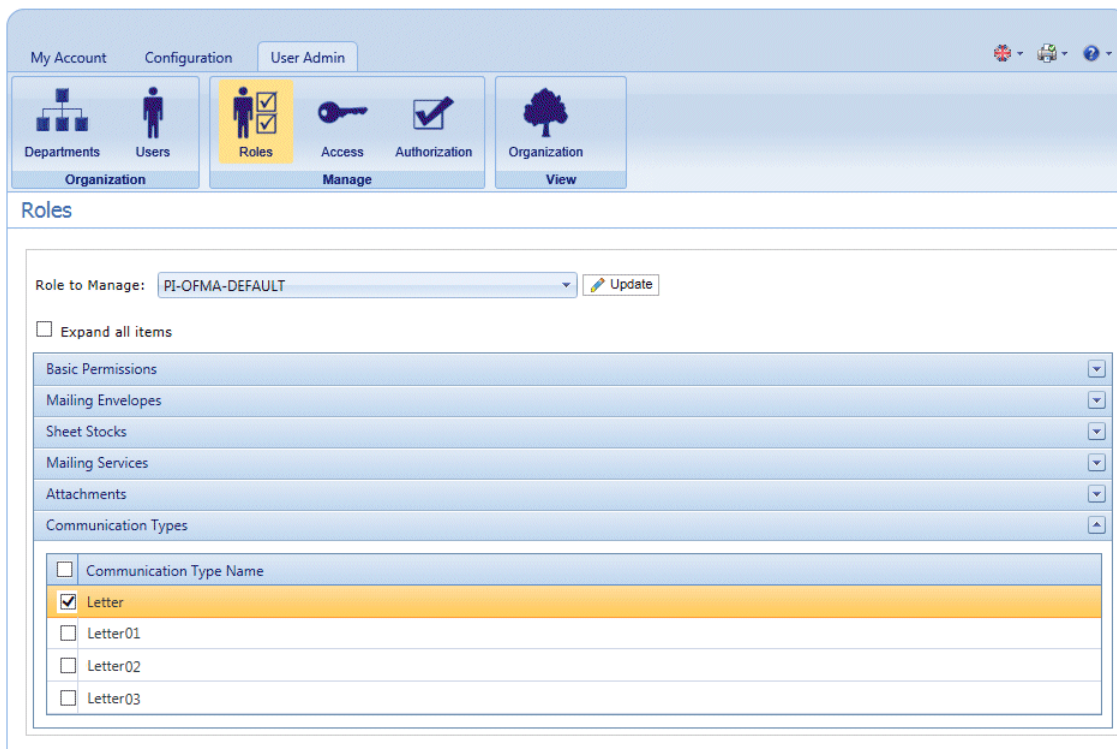 My Account Configuration User Admin
Departments Users Roles Access Authorization Organization
Organization Manage View
Roles
Role to Manage: PI-OFMA-DEFAULT Update
Expand all items
Basic Permissions
Mailing Envelopes
Sheet Stocks
Mailing Services
Attachments
Communication Types
Communication Type Name
Letter
Letter01
Letter02
Letter03